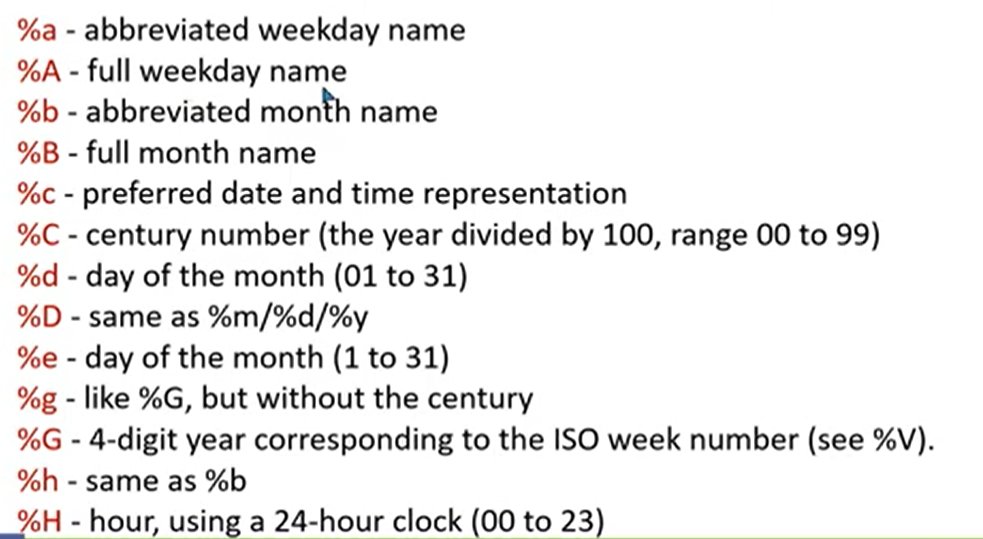 %a - abbreviated weekday name
%A - full weekday name
%b - abbreviated month name
%B - full month name
%c - preferred date and time representation
%C - century number (the year divided by 100, range 00 to 99)
%d - day of the month (01 to 31)
%D - same as %m/%d/%y
%e - day of the month (1 to 31)
%g - like %G, but without the century
%G - 4-digit year corresponding to the ISO week number (see %V).
%h - same as %b
%H - hour, using a 24-hour clock (00 to 23)